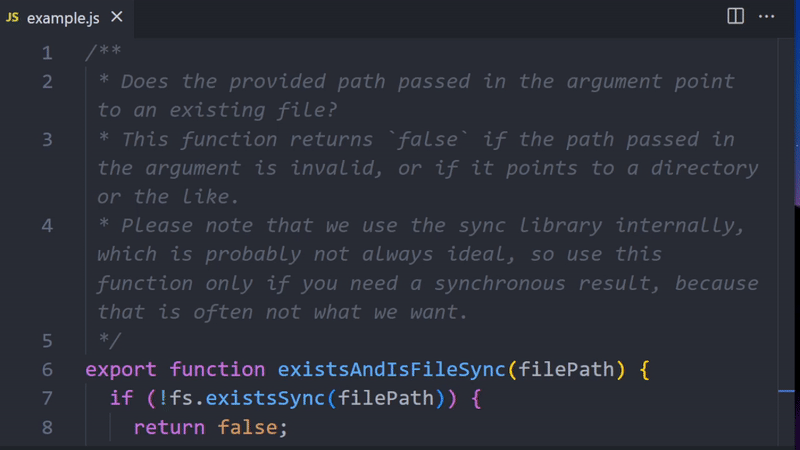 JS example.js
1 /**
2 * Does the provided path passed in the argument point
to an existing file?
3 * This function returns `false` if the path passed in
the argument is invalid, or if it points to a directory
or the like.
4 * Please note that we use the sync library internally,
which is probably not always ideal, so use this
function only if you need a synchronous result, because
that is often not what we want.
5 */
6 export function existsAndIsFileSync(filePath) {
7 if (!fs.existsSync(filePath)) {
8 return false;